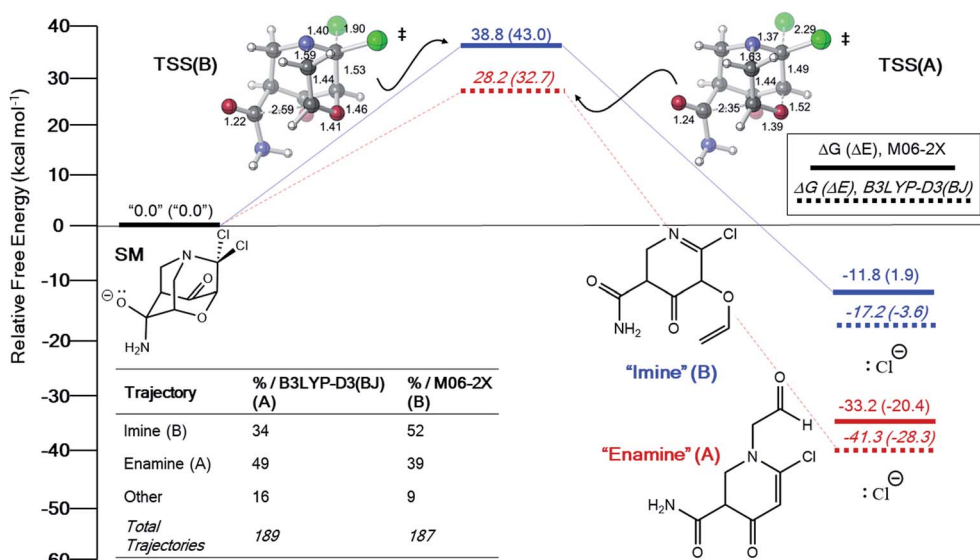 40
30
20
10
0
-10
-20
-30
-40
-50
-60
Relative Free Energy (kcal mol⁻¹)
TSS(B)
1.40
1.90
1.59
1.44
1.53
2.59
1.46
1.22
1.41
‡
38.8 (43.0)
28.2 (32.7)
TSS(A)
1.37
2.29
1.63
1.44
1.49
2.35
1.52
1.24
1.39
‡
ΔG (ΔE), M06-2X
ΔG (ΔE), B3LYP-D3(BJ)
"0.0" ("0.0")
SM
Cl
Cl
N
O
⊖
:O
O
H₂N
N
Cl
O
O
NH₂
O
"Imine" (B)
-11.8 (1.9)
-17.2 (-3.6)
:Cl⊖
O
H
"Enamine" (A)
N
Cl
H₂N
O
O
-33.2 (-20.4)
-41.3 (-28.3)
:Cl⊖
Trajectory % / B3LYP-D3(BJ) (A) % / M06-2X (B)
Imine (B) 34 52
Enamine (A) 49 39
Other 16 9
Total Trajectories 189 187